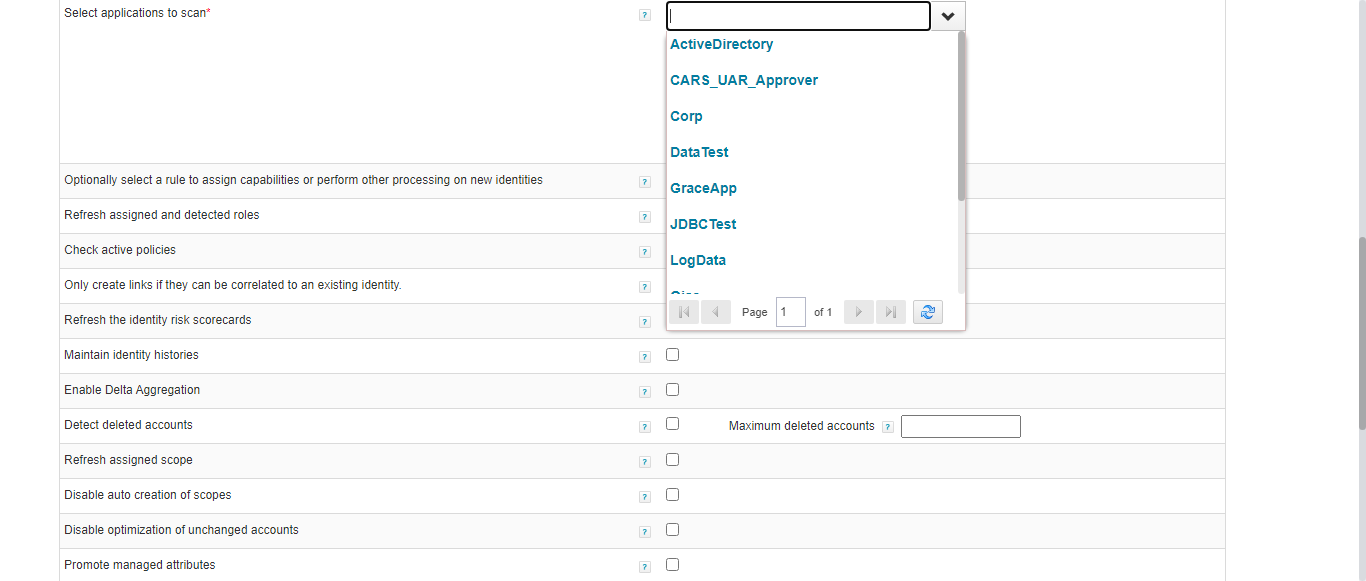 Select applications to scan*
?
ActiveDirectory
CARS_UAR_Approver
Corp
DataTest
GraceApp
JDBCTest
LogData
Page 1 of 1
Optionally select a rule to assign capabilities or perform other processing on new identities ?
Refresh assigned and detected roles ?
Check active policies ?
Only create links if they can be correlated to an existing identity. ?
Refresh the identity risk scorecards ?
Maintain identity histories ?
Enable Delta Aggregation ?
Detect deleted accounts ? Maximum deleted accounts ?
Refresh assigned scope ?
Disable auto creation of scopes ?
Disable optimization of unchanged accounts ?
Promote managed attributes ?